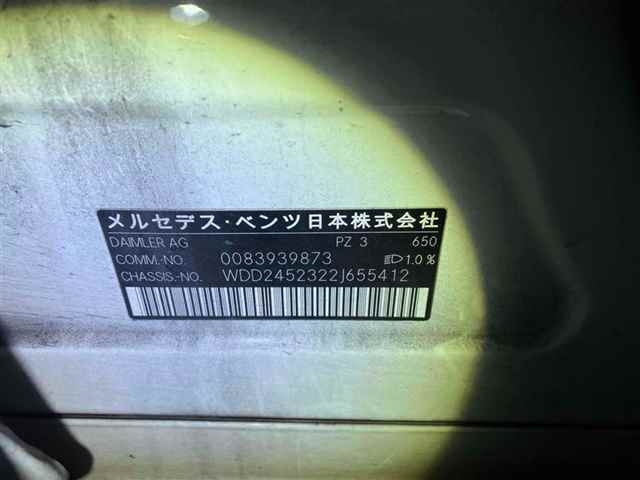 メルセデス・ベンツ日本株式会社
DAIMLER AG PZ 3 650
COMM.-NO. 0083939873 1.0 %
CHASSIS.-NO. WDD2452322J655412